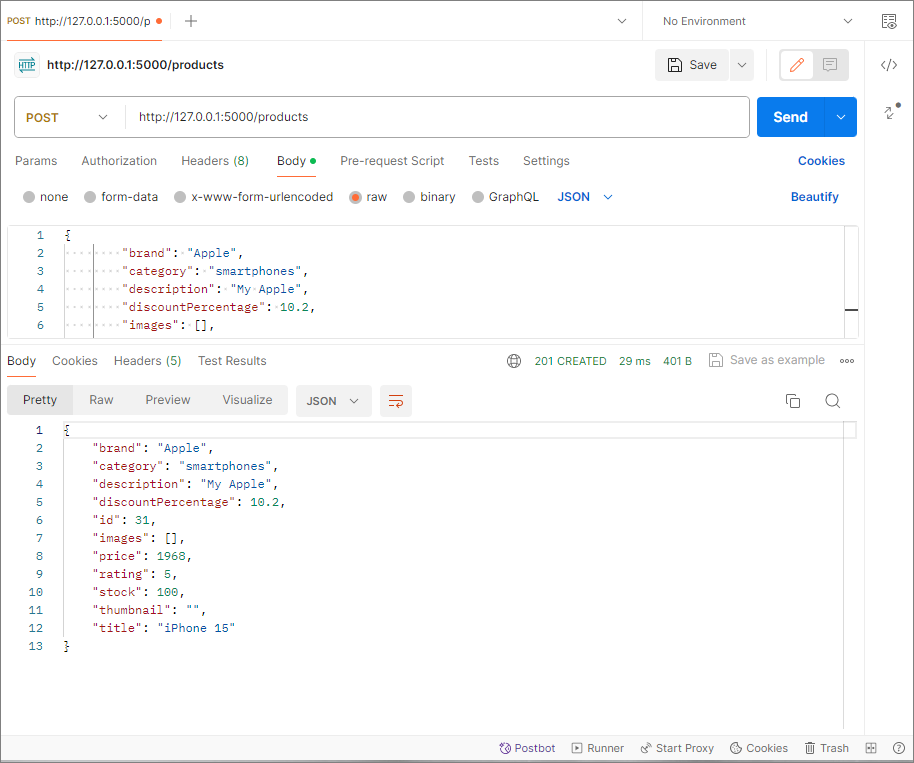 POST http://127.0.0.1:5000/p No Environment
HTTP http://127.0.0.1:5000/products Save
POST http://127.0.0.1:5000/products Send
Params Authorization Headers (8) Body Pre-request Script Tests Settings Cookies
none form-data x-www-form-urlencoded raw binary GraphQL JSON Beautify
1 {
2 "brand": "Apple",
3 "category": "smartphones",
4 "description": "My Apple",
5 "discountPercentage": 10.2,
6 "images": [],
Body Cookies Headers (5) Test Results 201 CREATED 29 ms 401 B Save as example
Pretty Raw Preview Visualize JSON
1 {
2 "brand": "Apple",
3 "category": "smartphones",
4 "description": "My Apple",
5 "discountPercentage": 10.2,
6 "id": 31,
7 "images": [],
8 "price": 1968,
9 "rating": 5,
10 "stock": 100,
11 "thumbnail": "",
12 "title": "iPhone 15"
13 }
Postbot Runner Start Proxy Cookies Trash